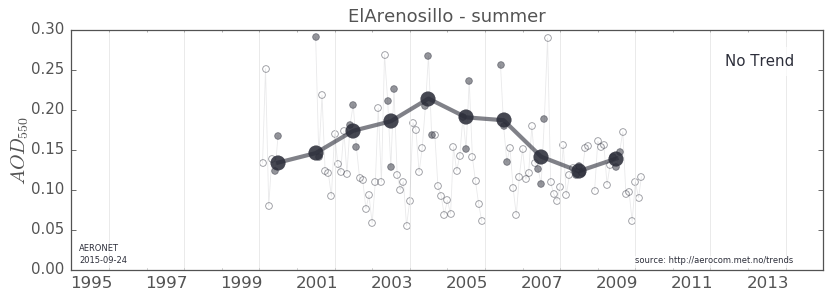 ElArenosillo - summer
0.30
0.25
0.20
0.15
0.10
0.05
0.00
AOD550
No Trend
AERONET
2015-09-24
source: http://aerocom.met.no/trends
1995 1997 1999 2001 2003 2005 2007 2009 2011 2013